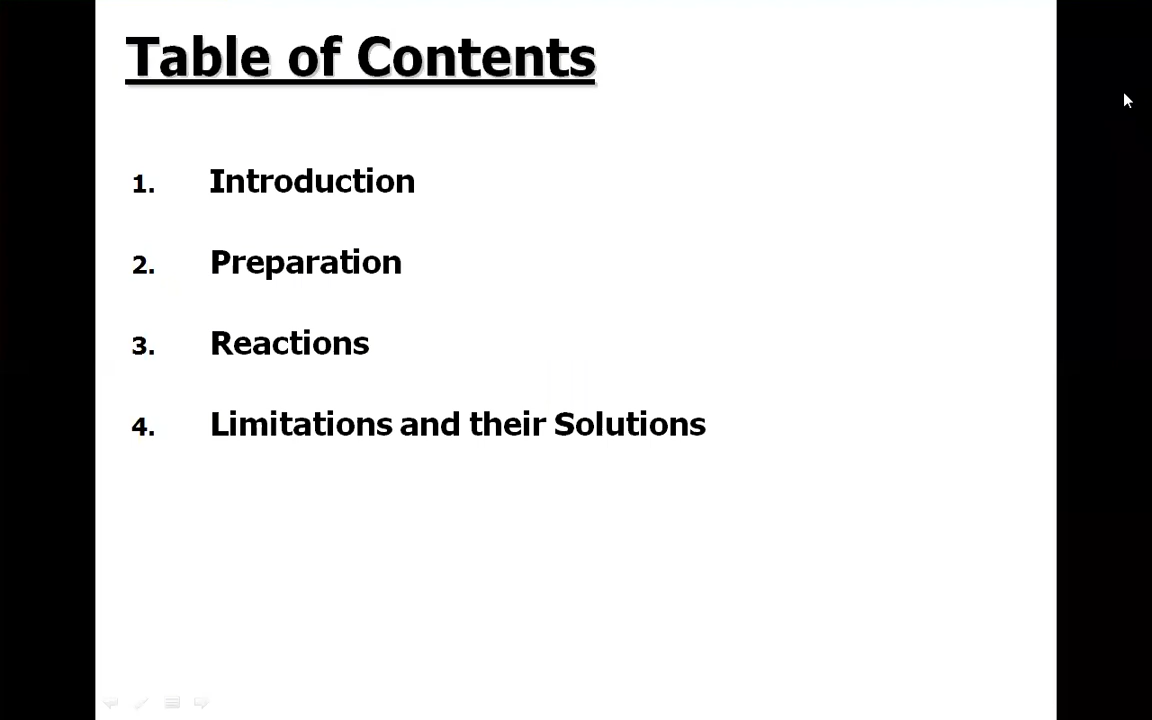 Table of Contents
1. Introduction
2. Preparation
3. Reactions
4. Limitations and their Solutions